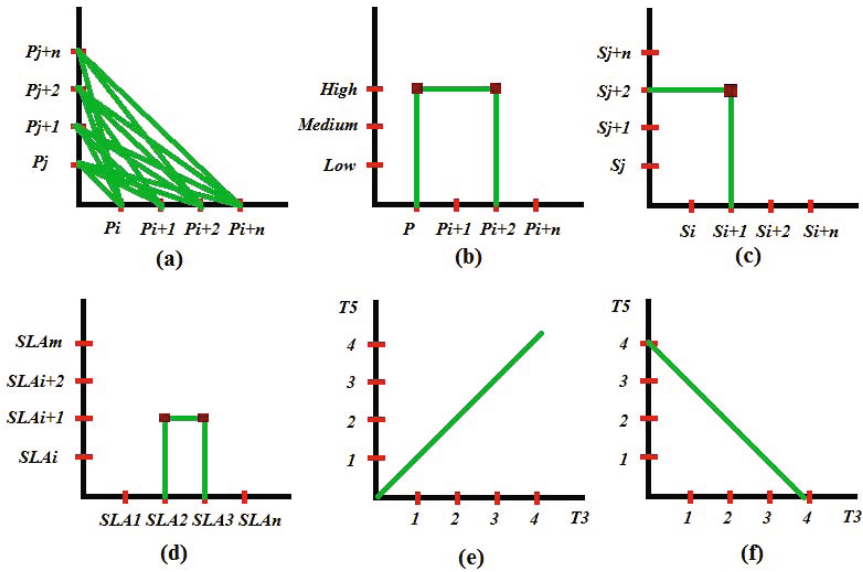 Pj+n
Pj+2
Pj+1
Pj
Pi Pi+1 Pi+2 Pi+n
(a)
High
Medium
Low
P Pi+1 Pi+2 Pi+n
(b)
Sj+n
Sj+2
Sj+1
Sj
Si Si+1 Si+2 Si+n
(c)
SLAm
SLAi+2
SLAi+1
SLAi
SLA1 SLA2 SLA3 SLAn
(d)
T5
4
3
2
1
1 2 3 4 T3
(e)
T5
4
3
2
1
1 2 3 4 T3
(f)